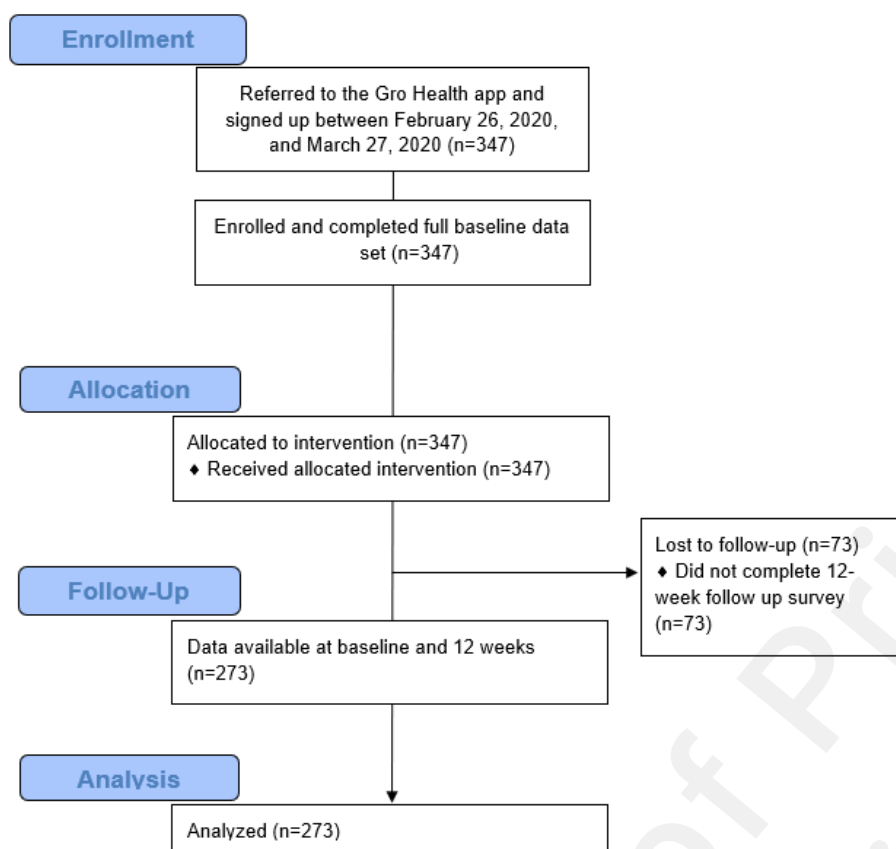 Enrollment
Referred to the Gro Health app and
signed up between February 26, 2020,
and March 27, 2020 (n=347)
Enrolled and completed full baseline data
set (n=347)
Allocation
Allocated to intervention (n=347)
♦ Received allocated intervention (n=347)
Lost to follow-up (n=73)
♦ Did not complete 12-
week follow up survey
(n=73)
Follow-Up
Data available at baseline and 12 weeks
(n=273)
Analysis
Analyzed (n=273)
of Pri